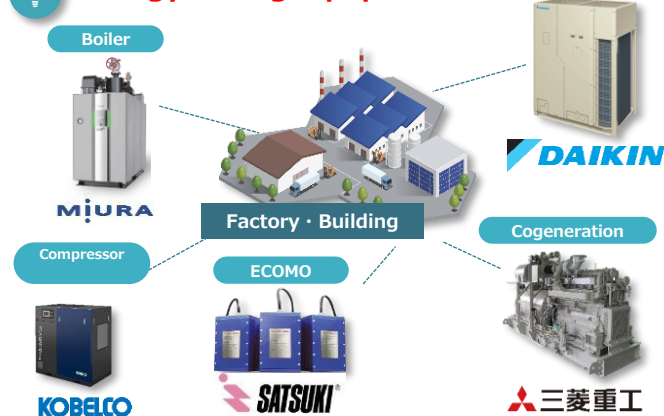 Boiler
MIURA
DAIKIN
Factory・Building
Compressor
KOBELCO
ECOMO
SATSUKI
Cogeneration
三菱重工